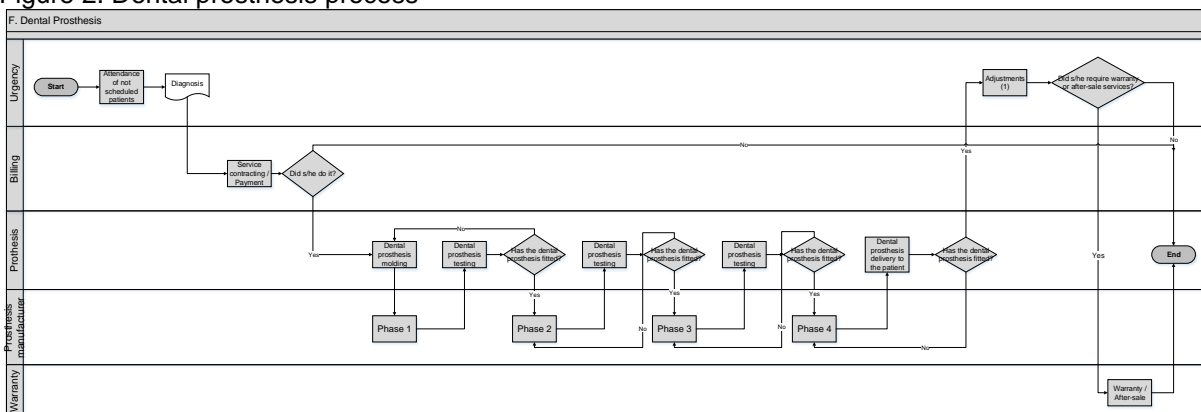 Figure 2. Dental prosthesis process
F. Dental Prosthesis
Urgency
Start
Attendance
of not
scheduled
patients
Diagnosis
Adjustments
(1)
Did s/he require warranty
or after-sale services?
No
Yes
Billing
Service
contracting /
Payment
Did s/he do it?
No
Yes
Prothesis
Dental
prosthesis
molding
No
Dental
prosthesis
testing
Has the dental
prosthesis fitted?
Yes
Dental
prosthesis
testing
Has the dental
prosthesis fitted?
Yes
Dental
prosthesis
testing
Has the dental
prosthesis fitted?
Yes
Dental
prosthesis
delivery to
the patient
Has the dental
prosthesis fitted?
Yes
End
Prosthesis
manufacturer
Phase 1
Phase 2
No
Phase 3
No
Phase 4
No
Warranty
Warranty /
After-sale